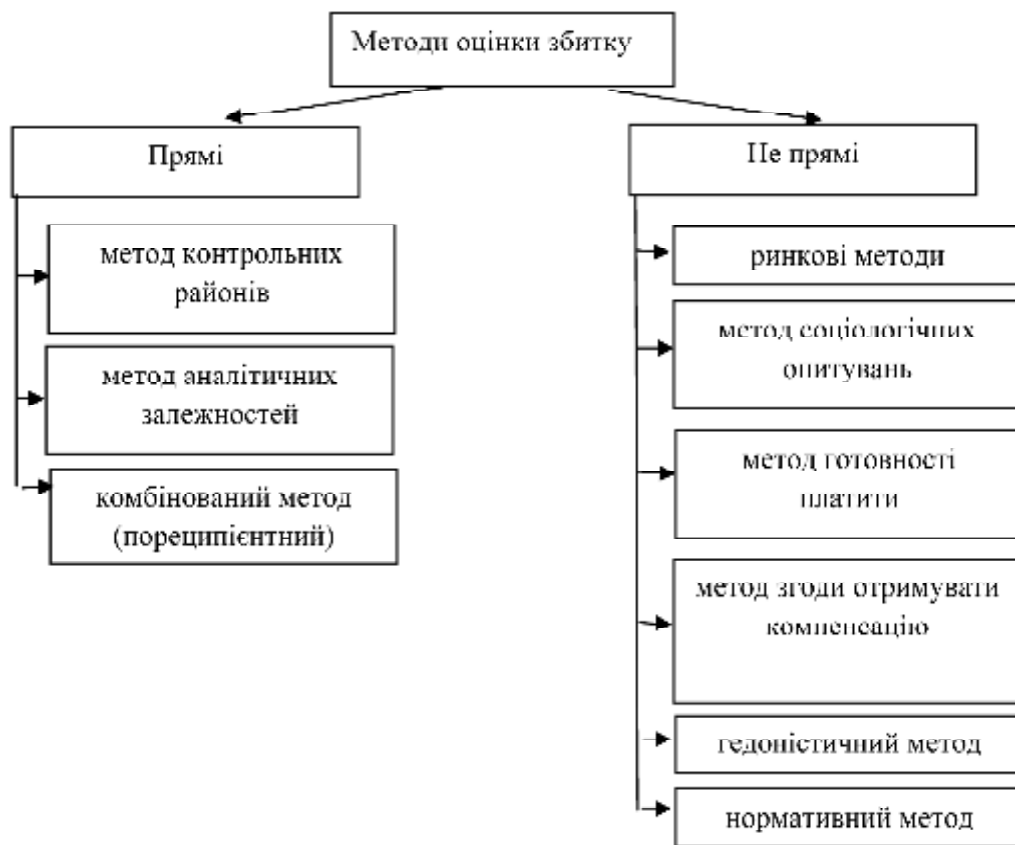 Методи оцінки збитку
Прямі
Не прямі
метод контрольних
районів
метод аналітичних
залежностей
комбінований метод
(пореципієнтний)
ринкові методи
метод соціологічних
опитувань
метод готовності
платити
метод згоди отримувати
компенсацію
гедоністичний метод
нормативний метод